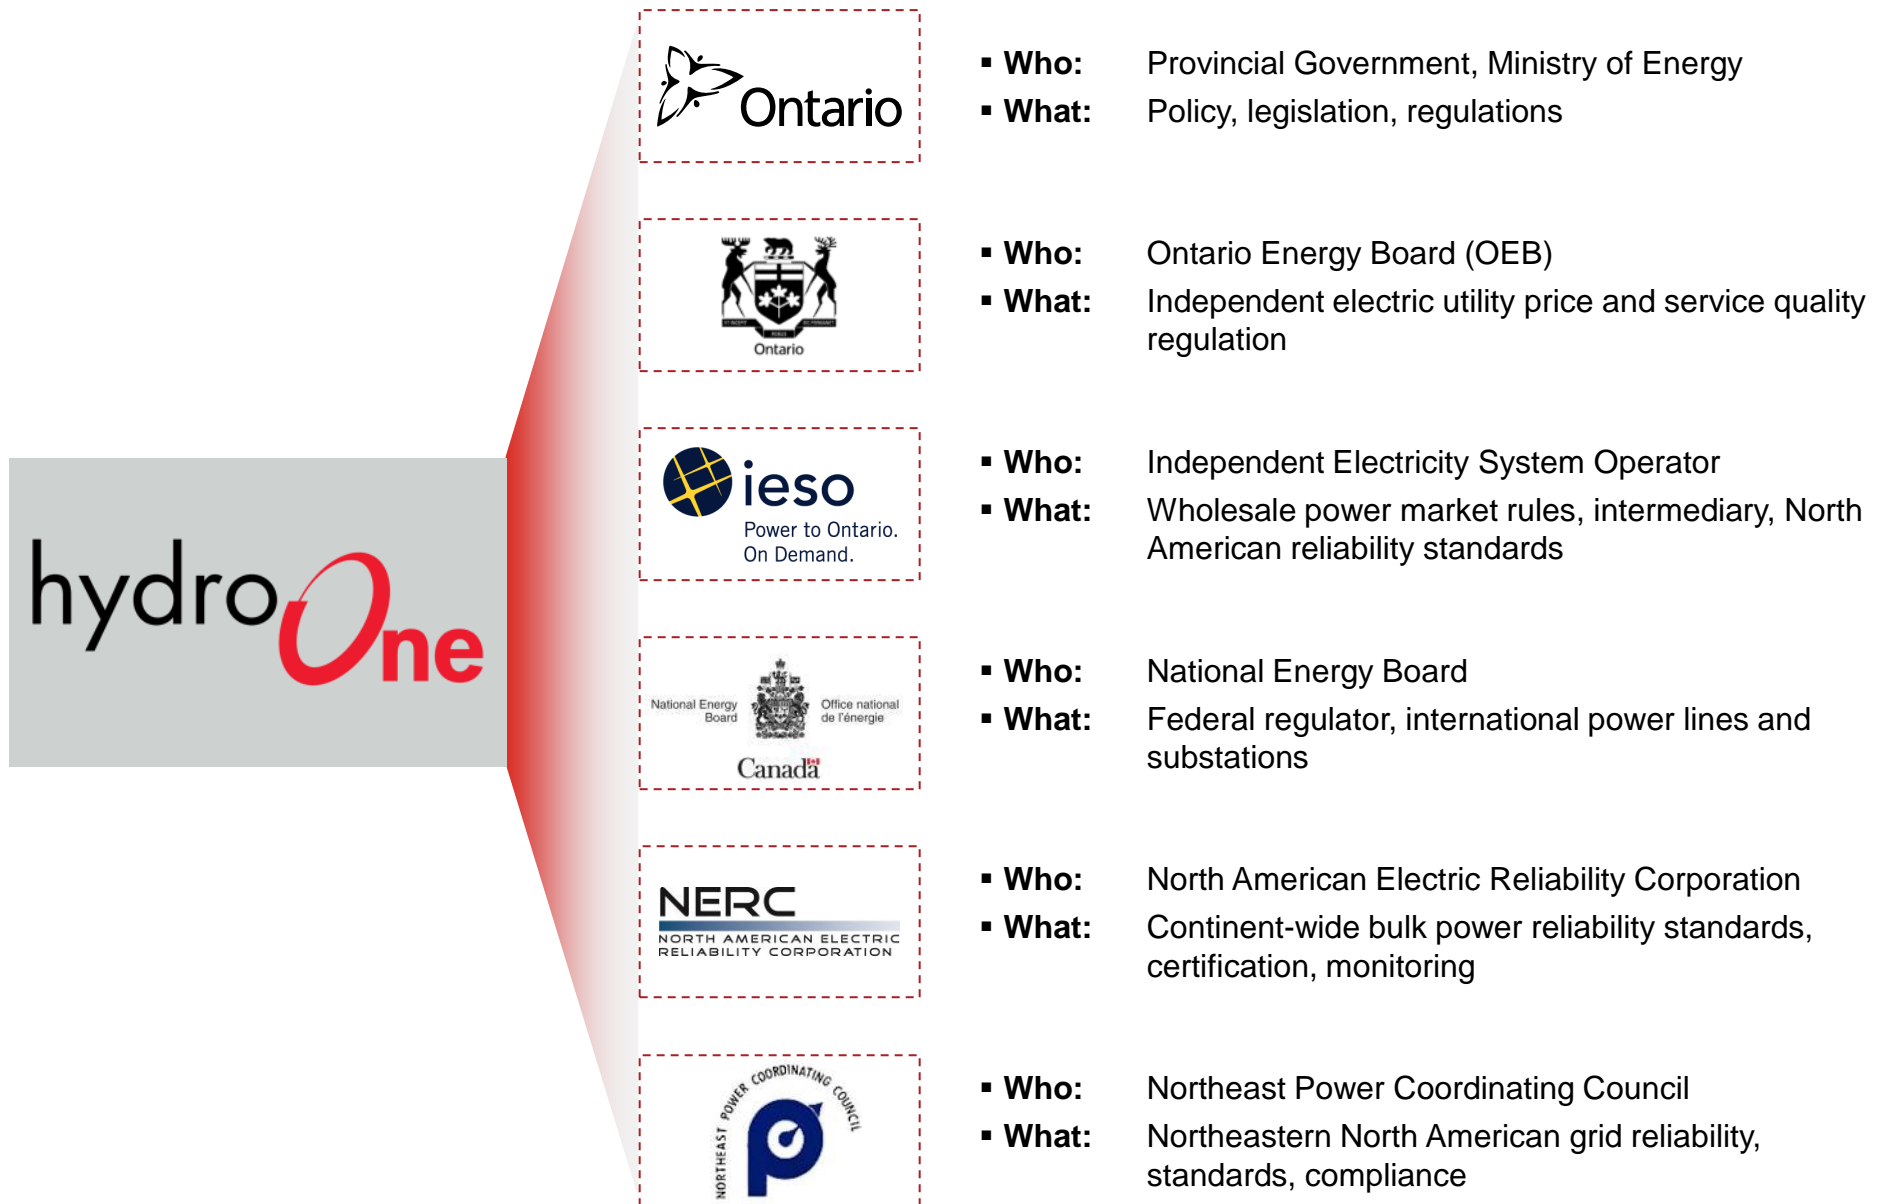 Ontario
▪ Who: Provincial Government, Ministry of Energy
▪ What: Policy, legislation, regulations
Ontario
▪ Who: Ontario Energy Board (OEB)
▪ What: Independent electric utility price and service quality
regulation
ieso
Power to Ontario.
On Demand.
▪ Who: Independent Electricity System Operator
▪ What: Wholesale power market rules, intermediary, North
American reliability standards
hydroOne
National Energy
Board
Office national
de l'énergie
Canada
▪ Who: National Energy Board
▪ What: Federal regulator, international power lines and
substations
NERC
NORTH AMERICAN ELECTRIC
RELIABILITY CORPORATION
▪ Who: North American Electric Reliability Corporation
▪ What: Continent-wide bulk power reliability standards,
certification, monitoring
NORTHEAST POWER COORDINATING COUNCIL
▪ Who: Northeast Power Coordinating Council
▪ What: Northeastern North American grid reliability,
standards, compliance